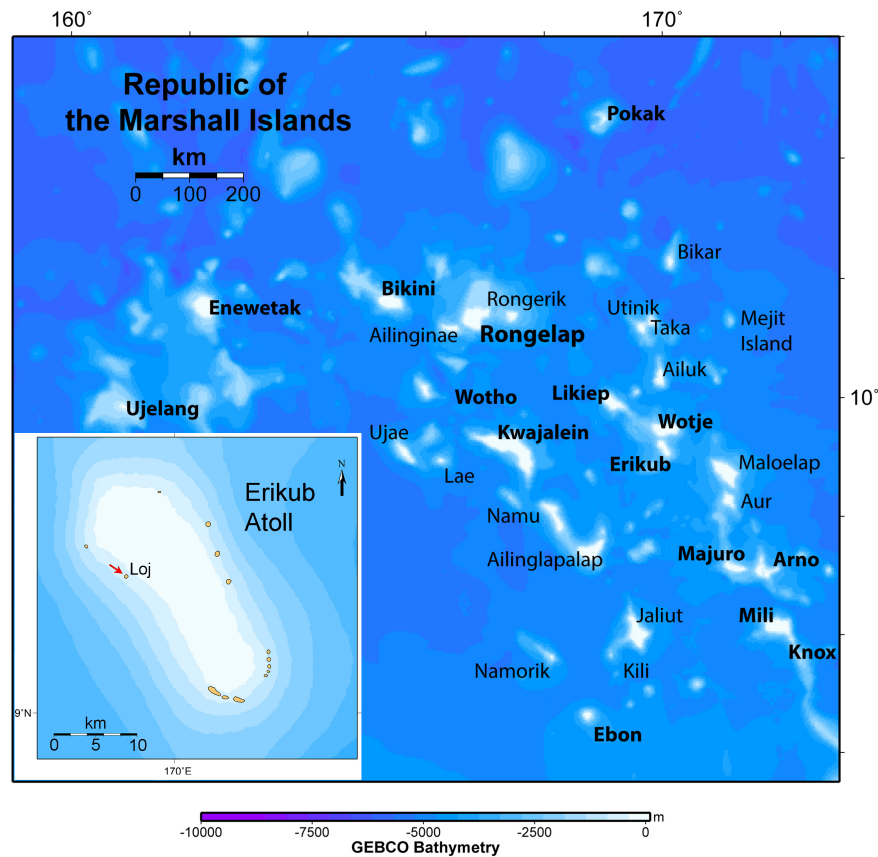 160°
170°
Republic of
the Marshall Islands
km
0 100 200
Pokak
Bikar
Bikini
Enewetak
Rongerik
Utinik
Mejit
Island
Taka
Ailinginae
Rongelap
Ailuk
10°
Wotho
Likiep
Ujelang
Wotje
Ujae
Kwajalein
Erikub
Maloelap
Lae
Aur
Namu
Ailinglapalap
Majuro
Arno
Jaliut
Mili
Knox
Namorik
Kili
Ebon
Erikub
Atoll
N
Loj
9°N
km
0 5 10
170°E
m
-10000 -7500 -5000 -2500 0
GEBCO Bathymetry